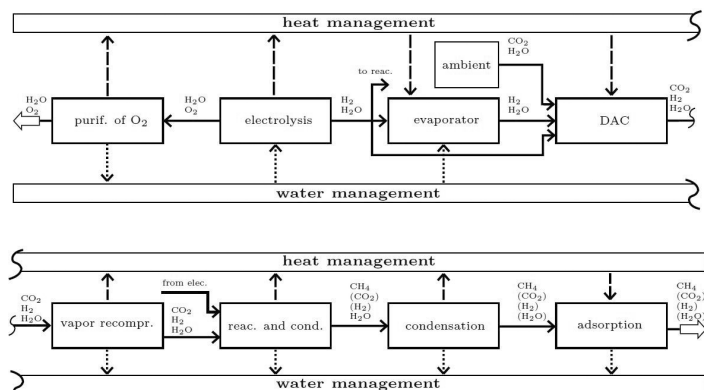 heat management
CO2
H2O
to reac.
ambient
H2O
O2
purif. of O2
H2O
O2
electrolysis
H2
H2O
evaporator
H2
H2O
DAC
CO2
H2
H2O
water management
heat management
CO2
H2
H2O
vapor recompr.
from elec.
CO2
H2
H2O
reac. and cond.
CH4
(CO2)
(H2)
H2O
condensation
CH4
(CO2)
(H2)
(H2O)
adsorption
CH4
(CO2)
(H2)
(H2O)
water management